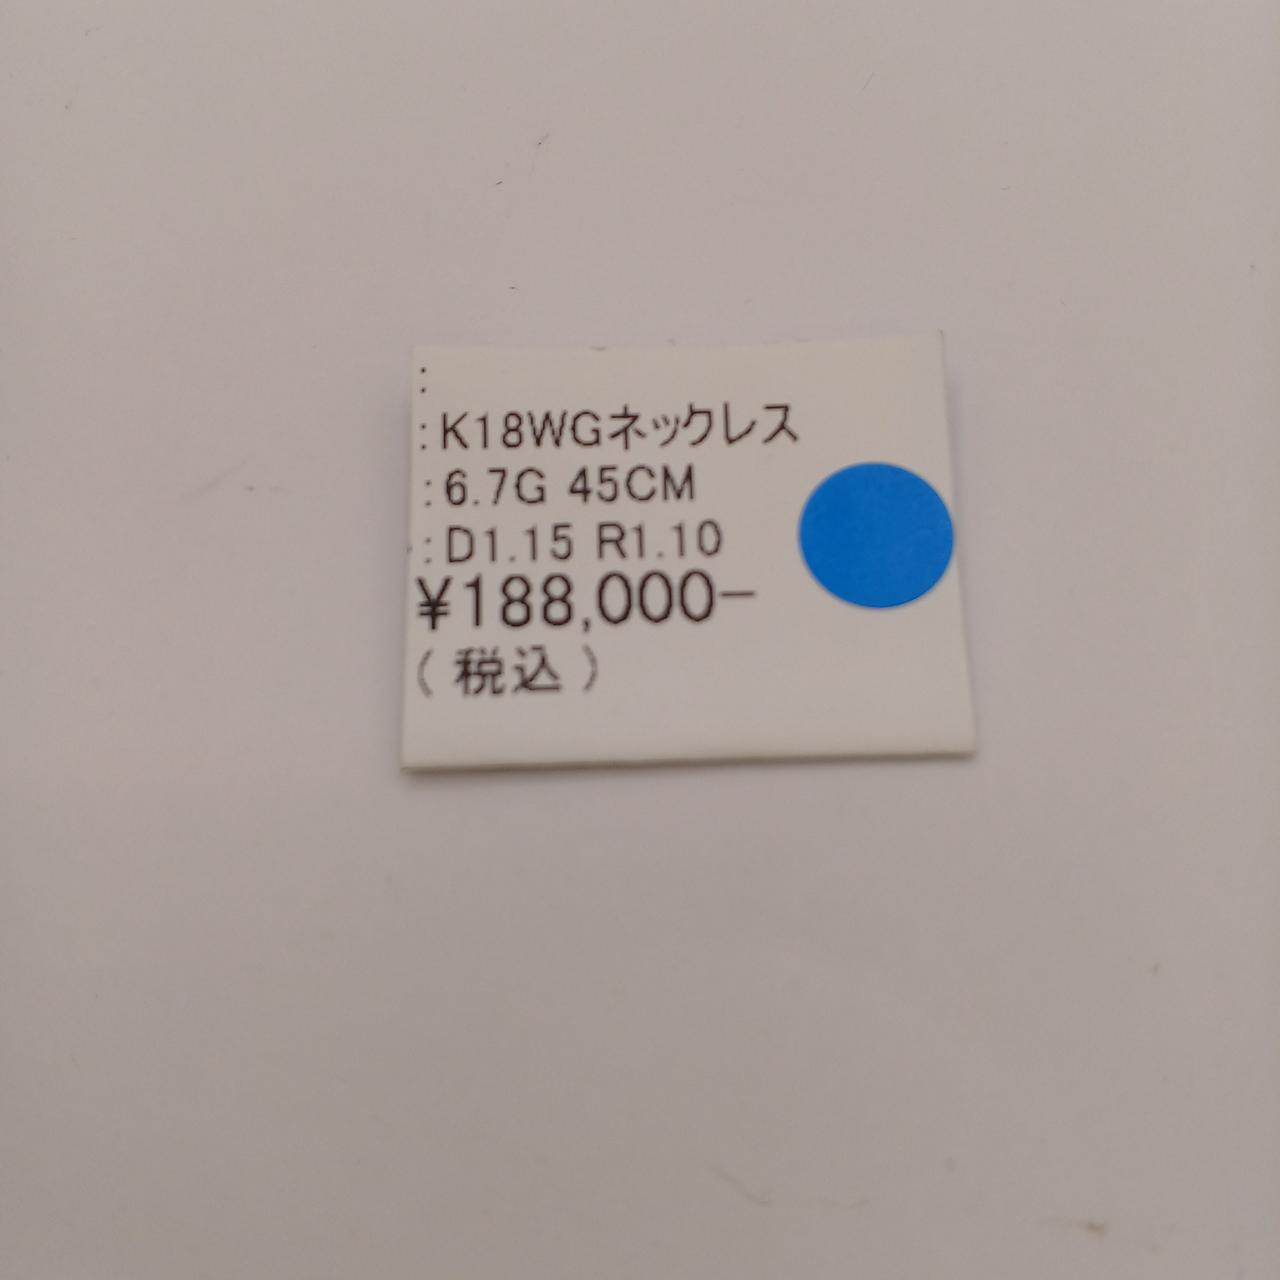 :
:K18WGネックレス
:6.7G 45CM
:D1.15 R1.10
¥188,000-
(税込)